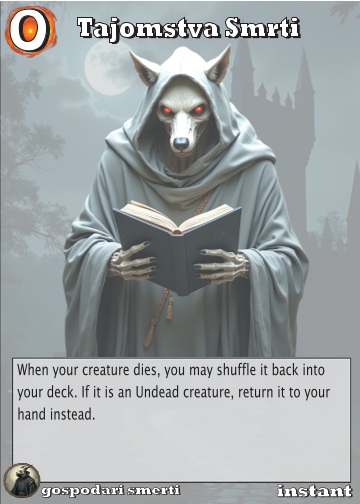 0 Tajomstva Smrti
When your creature dies, you may shuffle it back into
your deck. If it is an Undead creature, return it to your
hand instead.
gospodari smerti instant